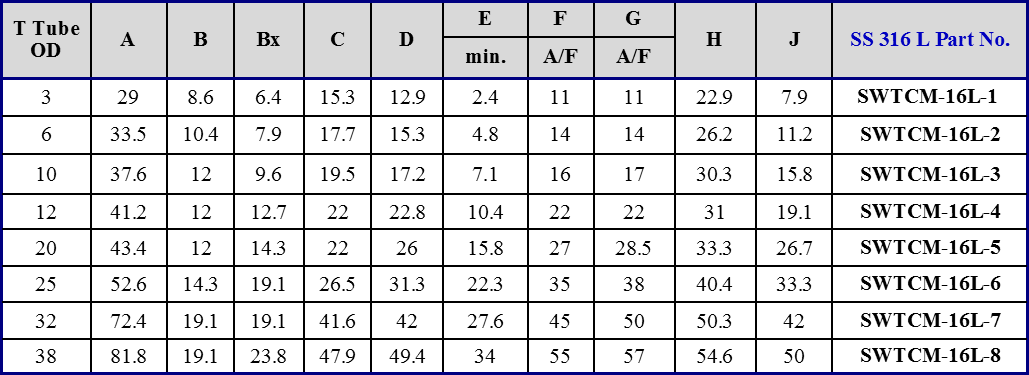 T Tube OD A B Bx C D E F G H J SS 316 L Part No.
min. A/F A/F
3 29 8.6 6.4 15.3 12.9 2.4 11 11 22.9 7.9 SWTCM-16L-1
6 33.5 10.4 7.9 17.7 15.3 4.8 14 14 26.2 11.2 SWTCM-16L-2
10 37.6 12 9.6 19.5 17.2 7.1 16 17 30.3 15.8 SWTCM-16L-3
12 41.2 12 12.7 22 22.8 10.4 22 22 31 19.1 SWTCM-16L-4
20 43.4 12 14.3 22 26 15.8 27 28.5 33.3 26.7 SWTCM-16L-5
25 52.6 14.3 19.1 26.5 31.3 22.3 35 38 40.4 33.3 SWTCM-16L-6
32 72.4 19.1 19.1 41.6 42 27.6 45 50 50.3 42 SWTCM-16L-7
38 81.8 19.1 23.8 47.9 49.4 34 55 57 54.6 50 SWTCM-16L-8